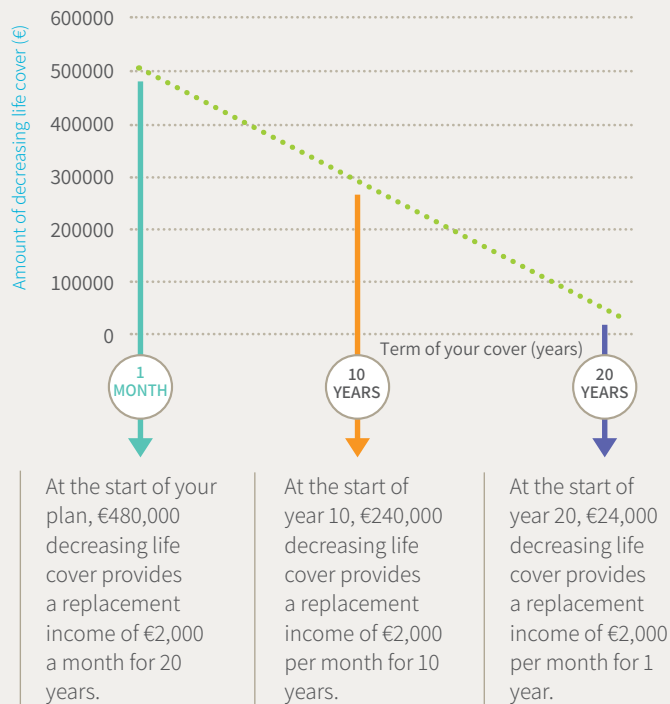 Amount of decreasing life cover (€)
600000
500000
400000
300000
200000
100000
0
Term of your cover (years)
1
MONTH
10
YEARS
20
YEARS
At the start of your
plan, €480,000
decreasing life
cover provides
a replacement
income of €2,000
a month for 20
years.
At the start of
year 10, €240,000
decreasing life
cover provides
a replacement
income of €2,000
per month for 10
years.
At the start of
year 20, €24,000
decreasing life
cover provides
a replacement
income of €2,000
per month for 1
year.